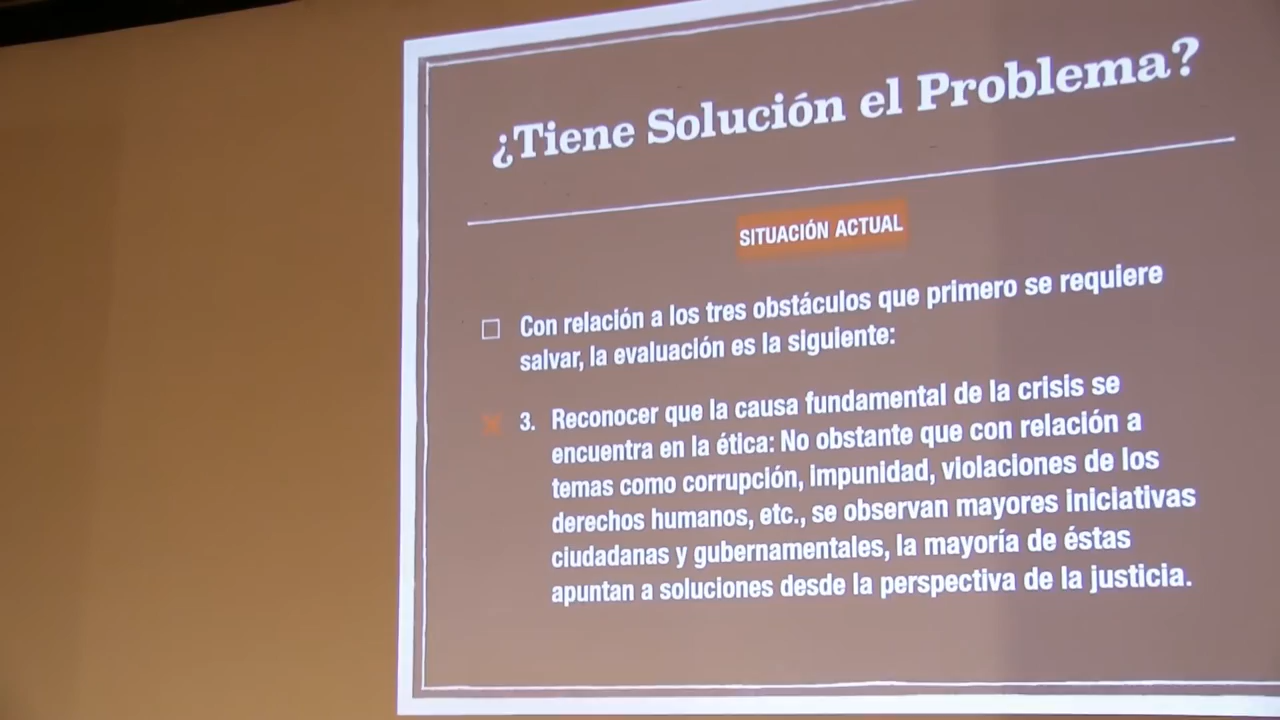 ¿Tiene Solución el Problema?
SITUACIÓN ACTUAL
Con relación a los tres obstáculos que primero se requiere
salvar, la evaluación es la siguiente:
3. Reconocer que la causa fundamental de la crisis se
encuentra en la ética: No obstante que con relación a
temas como corrupción, impunidad, violaciones de los
derechos humanos, etc., se observan mayores iniciativas
ciudadanas y gubernamentales, la mayoría de éstas
apuntan a soluciones desde la perspectiva de la justicia.